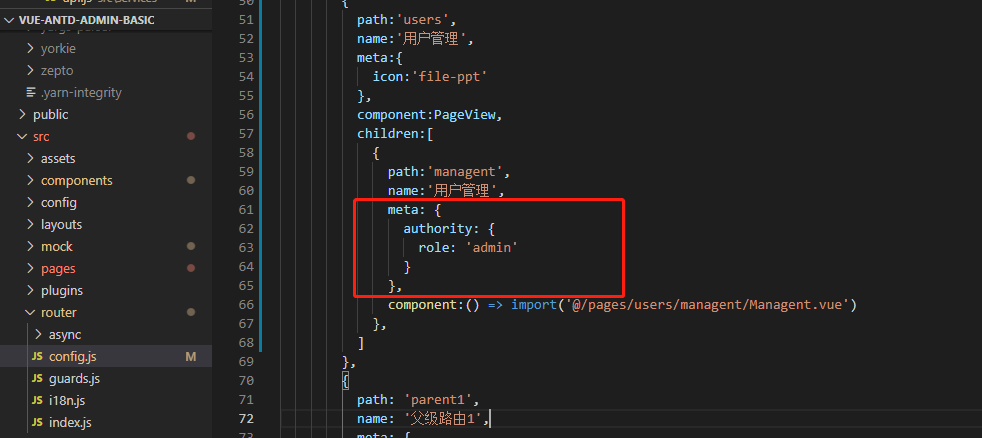 api.js src\services M
VUE-ANTD-ADMIN-BASIC
yargs-parser
yorkie
zepto
.yarn-integrity
public
src
assets
components
config
layouts
mock
pages
plugins
router
async
JS config.js M
JS guards.js
JS i18n.js
JS index.js
50 {
51 path:'users',
52 name:'用户管理',
53 meta:{
54 icon:'file-ppt'
55 },
56 component:PageView,
57 children:[
58 {
59 path:'managent',
60 name:'用户管理',
61 meta: {
62 authority: {
63 role: 'admin'
64 }
65 },
66 component:() => import('@/pages/users/managent/Managent.vue')
67 },
68 ]
69 },
70 {
71 path: 'parent1',
72 name: '父级路由1',
73 meta: {